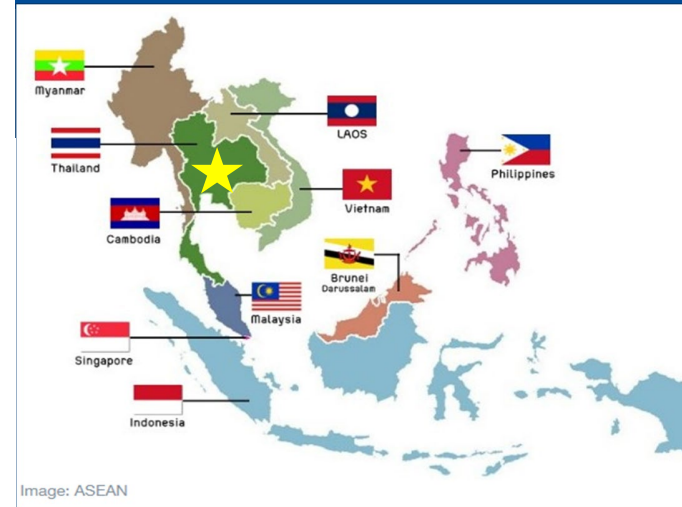 Myanmar
LAOS
Thailand
Philippines
Vietnam
Cambodia
Brunei
Darussalam
Malaysia
Singapore
Indonesia
Image: ASEAN